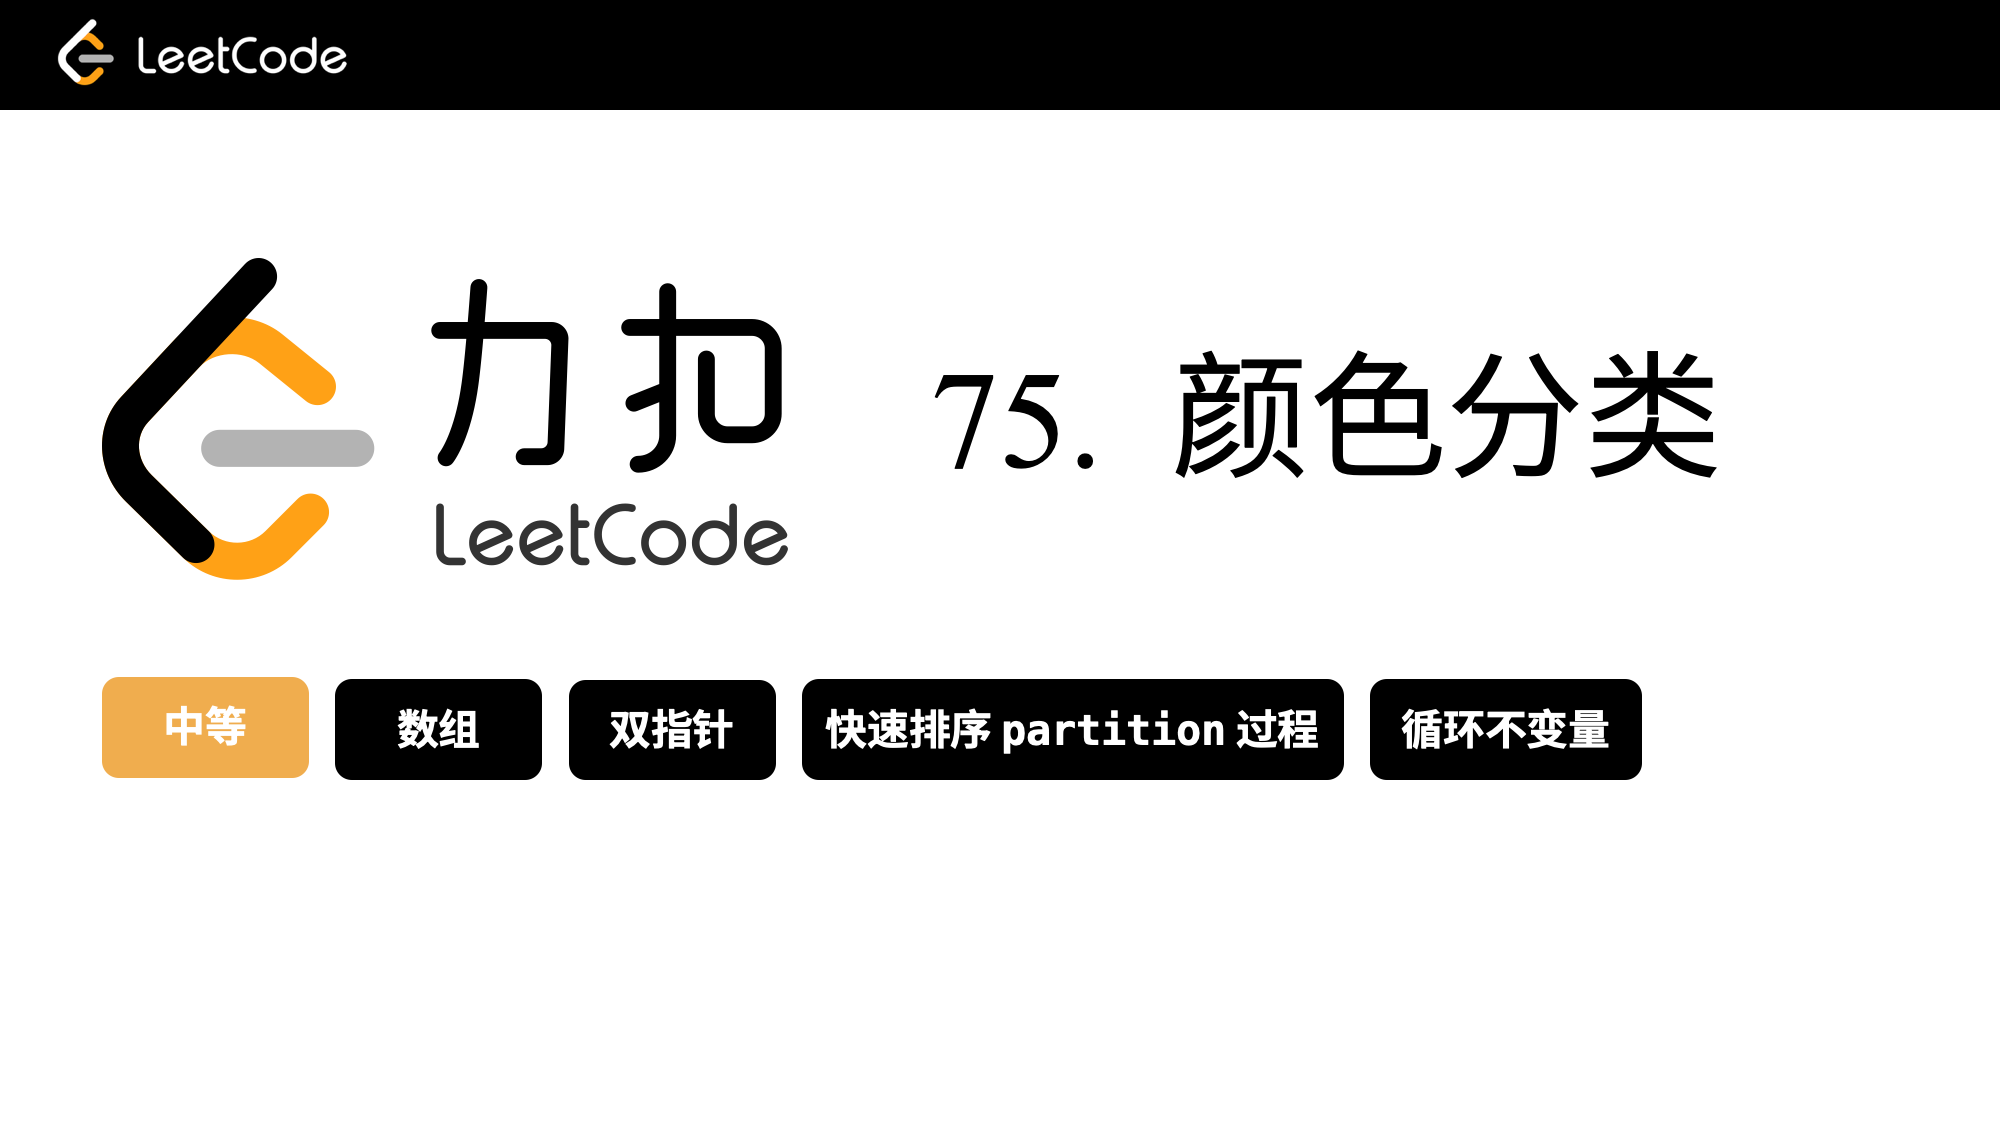 LeetCode
力扣
LeetCode
75. 颜色分类
中等 数组 双指针 快速排序 partition 过程 循环不变量